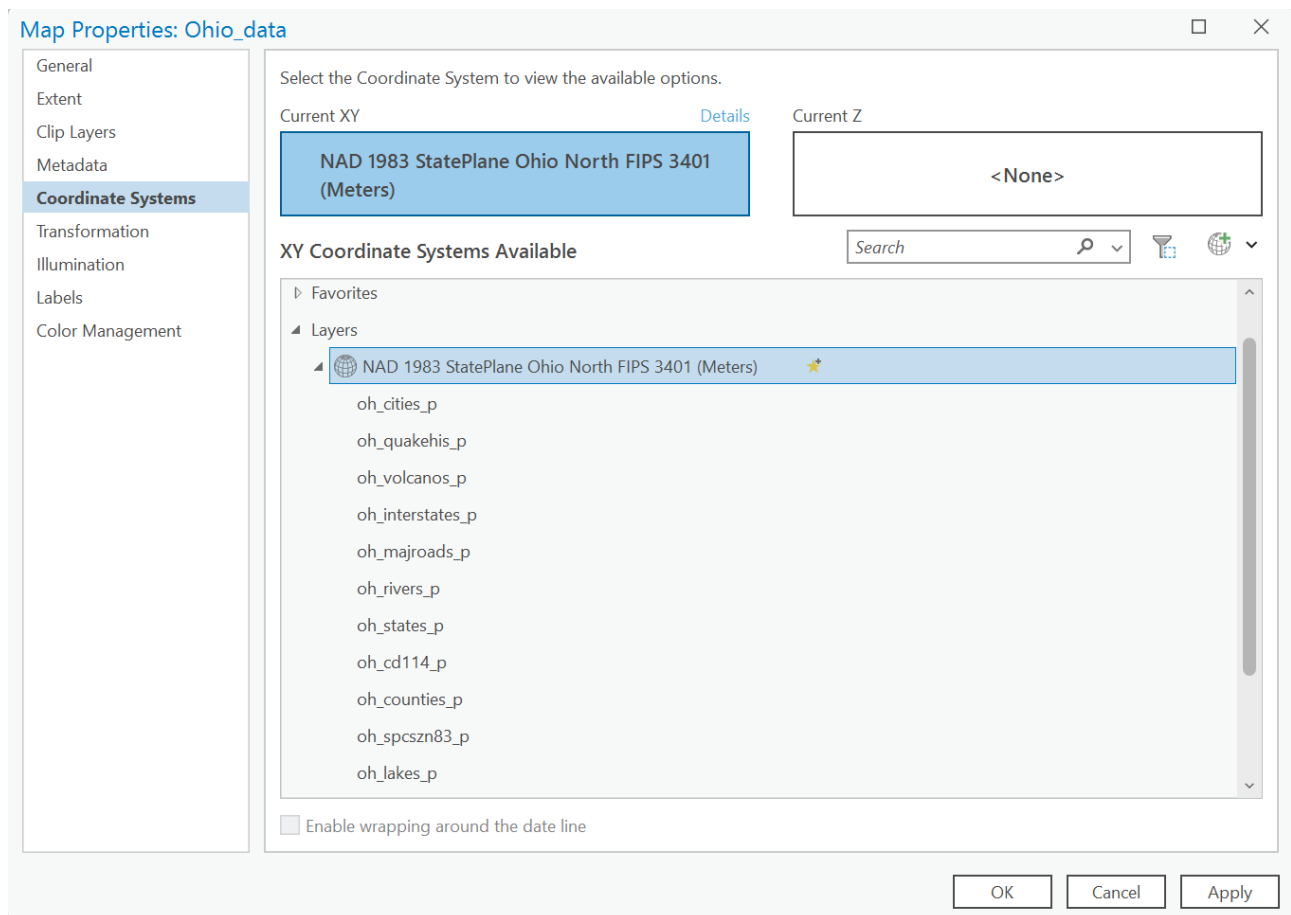 Map Properties: Ohio_data
General
Extent
Clip Layers
Metadata
Coordinate Systems
Transformation
Illumination
Labels
Color Management
Select the Coordinate System to view the available options.
Current XY
Details
NAD 1983 StatePlane Ohio North FIPS 3401
(Meters)
Current Z
<None>
XY Coordinate Systems Available
Search
Favorites
Layers
NAD 1983 StatePlane Ohio North FIPS 3401 (Meters)
oh_cities_p
oh_quakehis_p
oh_volcanos_p
oh_interstates_p
oh_majroads_p
oh_rivers_p
oh_states_p
oh_cd114_p
oh_counties_p
oh_spcszn83_p
oh_lakes_p
Enable wrapping around the date line
OK
Cancel
Apply